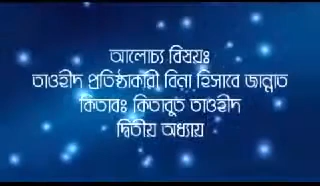 আলোচ্য বিষয়ঃ
তাওহীদ প্রতিষ্ঠাকারী বিনা হিসাবে জান্নাত
কিতাবঃ কিতাবুত তাওহীদ
দ্বিতীয় অধ্যায়